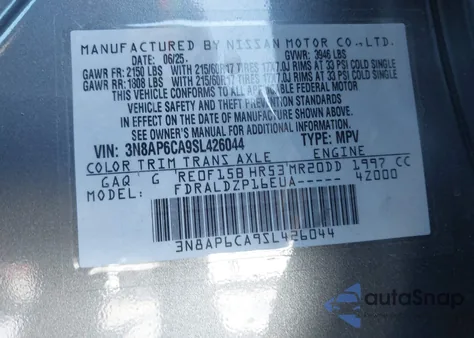 MANUFACTURED BY NISSAN MOTOR CO.,LTD.
DATE: 06/25 GVWR: 3946 LBS
GAWR FR: 2150 LBS WITH 215/60R17 TIRES 17X7.0J RIMS AT 33 PSI COLD SINGLE
GAWR RR: 1808 LBS WITH 215/60R17 TIRES 17X7.0J RIMS AT 33 PSI COLD SINGLE
THIS VEHICLE CONFORMS TO ALL APPLICABLE FEDERAL MOTOR
VEHICLE SAFETY AND THEFT PREVENTION STANDARDS
IN EFFECT ON THE DATE OF MANUFACTURE SHOWN ABOVE.
SEE OWNER'S MANUAL FOR ADDITIONAL INFORMATION
VIN: 3N8AP6CA9SL426044 TYPE: MPV
COLOR TRIM TRANS AXLE ENGINE
GAQ G RE0F15B HR53 MR20DD 1997 CC
MODEL: FDRALDZP16EUA----- 42000
3N8AP6CA9SL426044
autoSnap